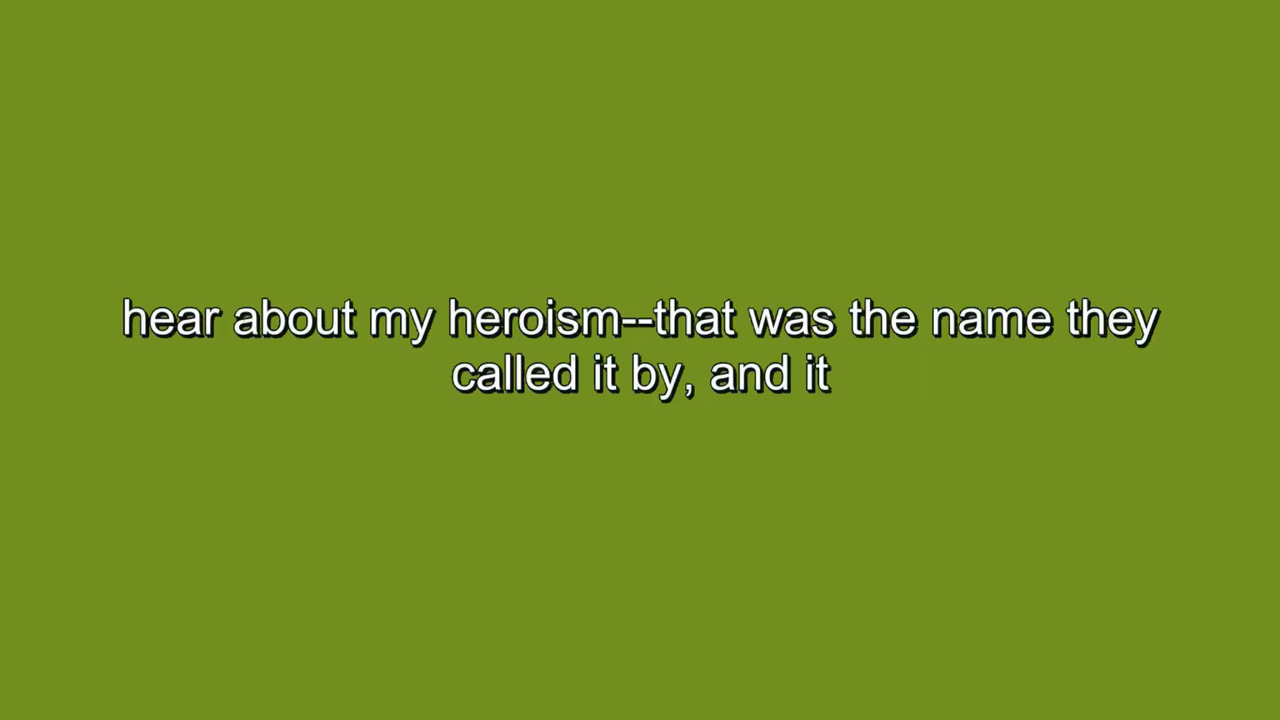 hear about my heroism--that was the name they
called it by, and it